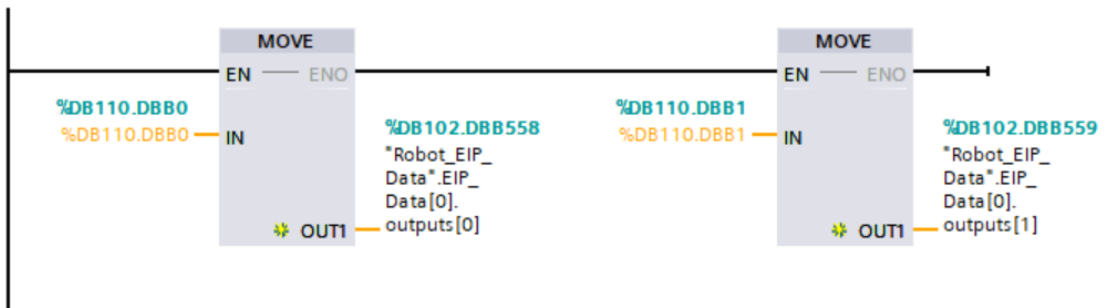 MOVE
EN ENO
%DB110.DBB0
%DB110.DBB0
IN
%DB102.DBB558
"Robot_EIP_
Data".EIP_
Data[0].
outputs[0]
OUT1
MOVE
EN ENO
%DB110.DBB1
%DB110.DBB1
IN
%DB102.DBB559
"Robot_EIP_
Data".EIP_
Data[0].
outputs[1]
OUT1